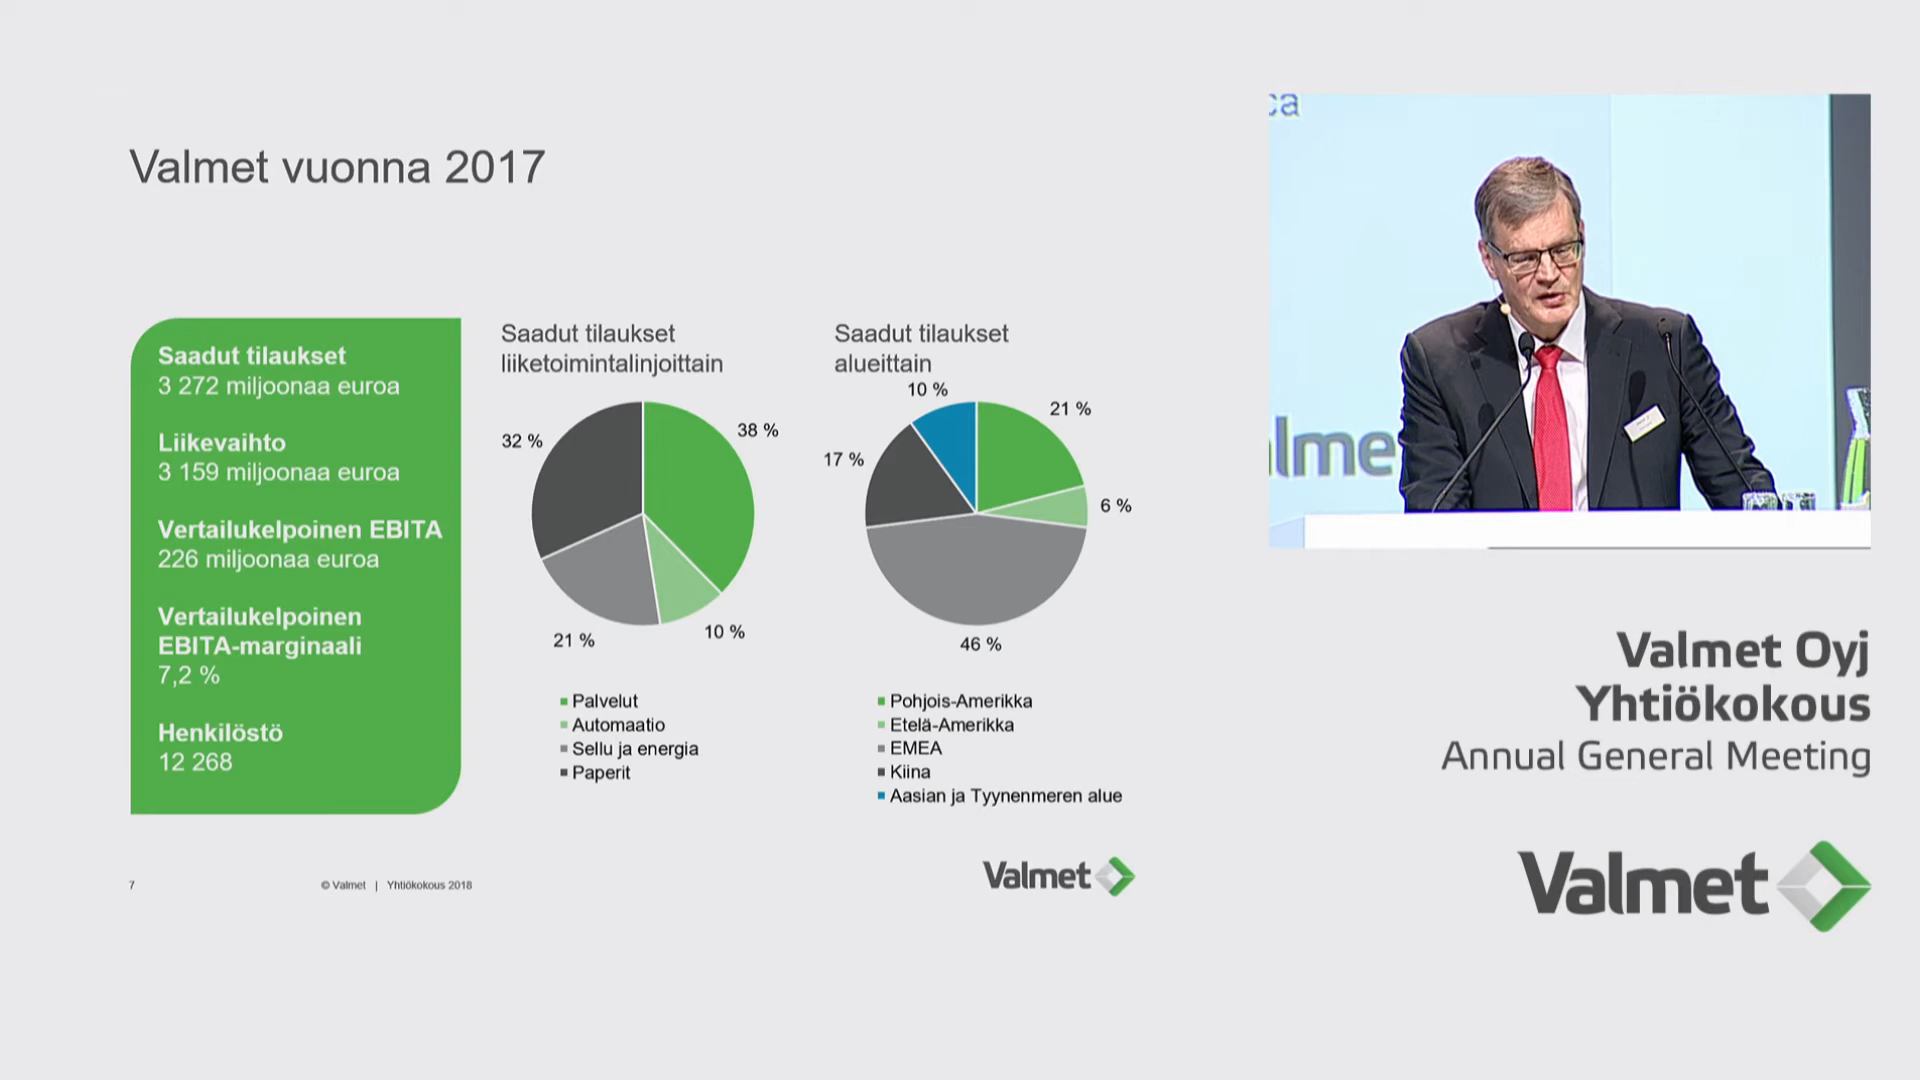 Valmet vuonna 2017
Saadut tilaukset
3 272 miljoonaa euroa
Liikevaihto
3 159 miljoonaa euroa
Vertailukelpoinen EBITA
226 miljoonaa euroa
Vertailukelpoinen
EBITA-marginaali
7,2 %
Henkilöstö
12 268
Saadut tilaukset
liiketoimintalinjoittain
38 %
10 %
21 %
32 %
Palvelut
Automaatio
Sellu ja energia
Paperit
Saadut tilaukset
alueittain
21 %
6 %
46 %
17 %
10 %
Pohjois-Amerikka
Etelä-Amerikka
EMEA
Kiina
Aasian ja Tyynenmeren alue
7
© Valmet | Yhtiökokous 2018
Valmet
ca
alme
Valmet Oyj
Yhtiökokous
Annual General Meeting
Valmet